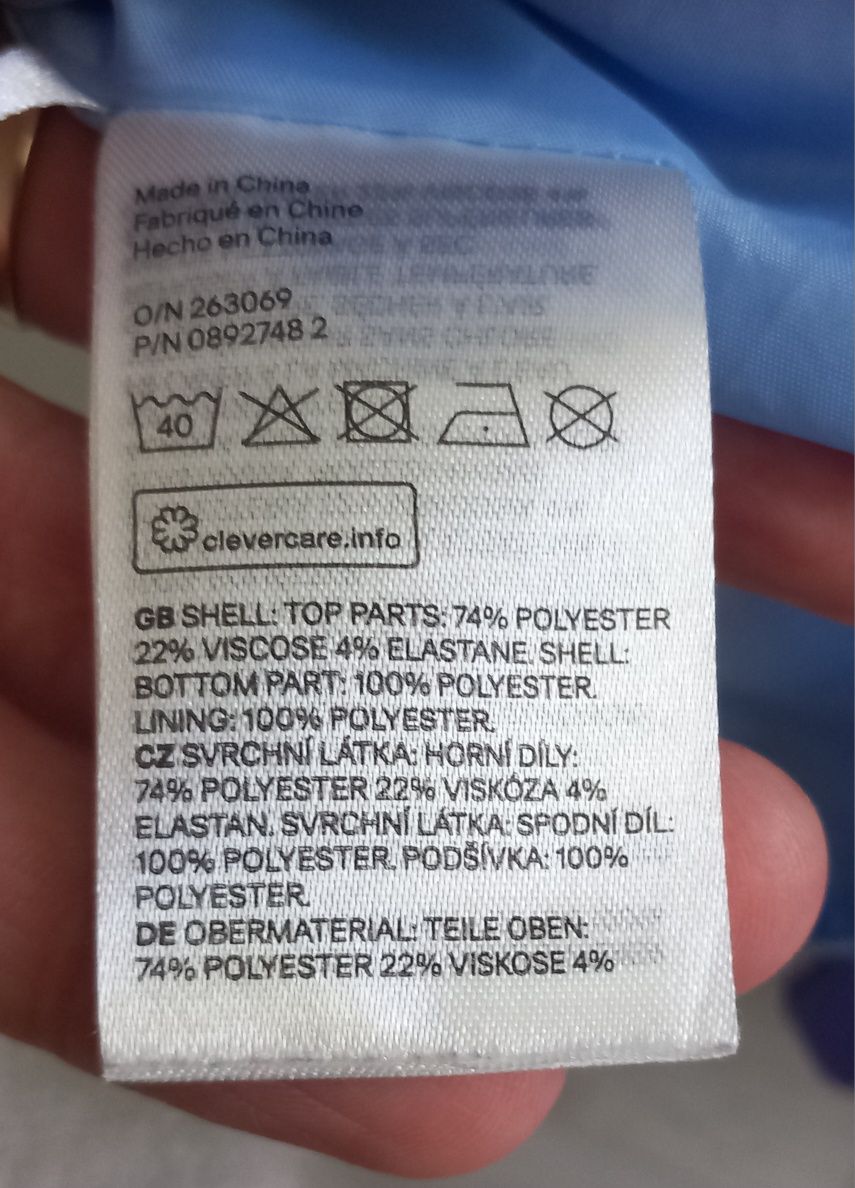 Made in China
Fabriqué en Chine
Hecho en China
O/N 263069
P/N 0892748 2
40
clevercare.info
GB SHELL: TOP PARTS: 74% POLYESTER
22% VISCOSE 4% ELASTANE. SHELL:
BOTTOM PART: 100% POLYESTER.
LINING: 100% POLYESTER.
CZ SVRCHNÍ LÁTKA: HORNÍ DÍLY:
74% POLYESTER 22% VISKÓZA 4%
ELASTAN. SVRCHNÍ LÁTKA: SPODNÍ DÍL:
100% POLYESTER. PODŠÍVKA: 100%
POLYESTER.
DE OBERMATERIAL: TEILE OBEN:
74% POLYESTER 22% VISKOSE 4%